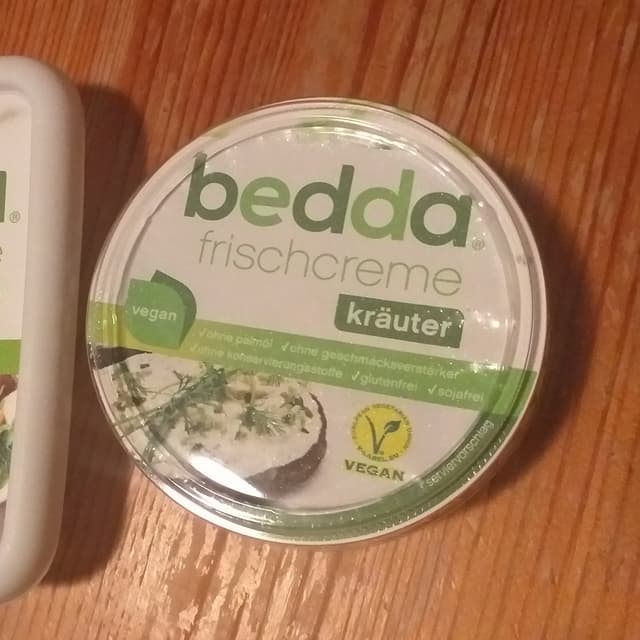 bedda®
frischcreme
kräuter
vegan
✓ohne palmöl ✓ohne geschmacksverstärker
✓ohne konservierungsstoffe ✓glutenfrei ✓sojafrei
VEGAN
serviervorschlag